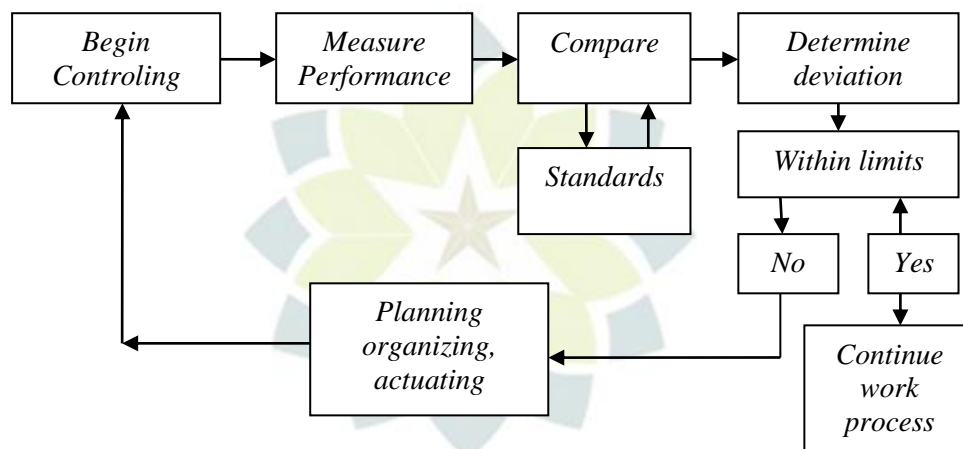 Begin
Controling
Measure
Performance
Compare
Determine
deviation
Standards
Within limits
No
Yes
Planning
organizing,
actuating
Continue
work
process